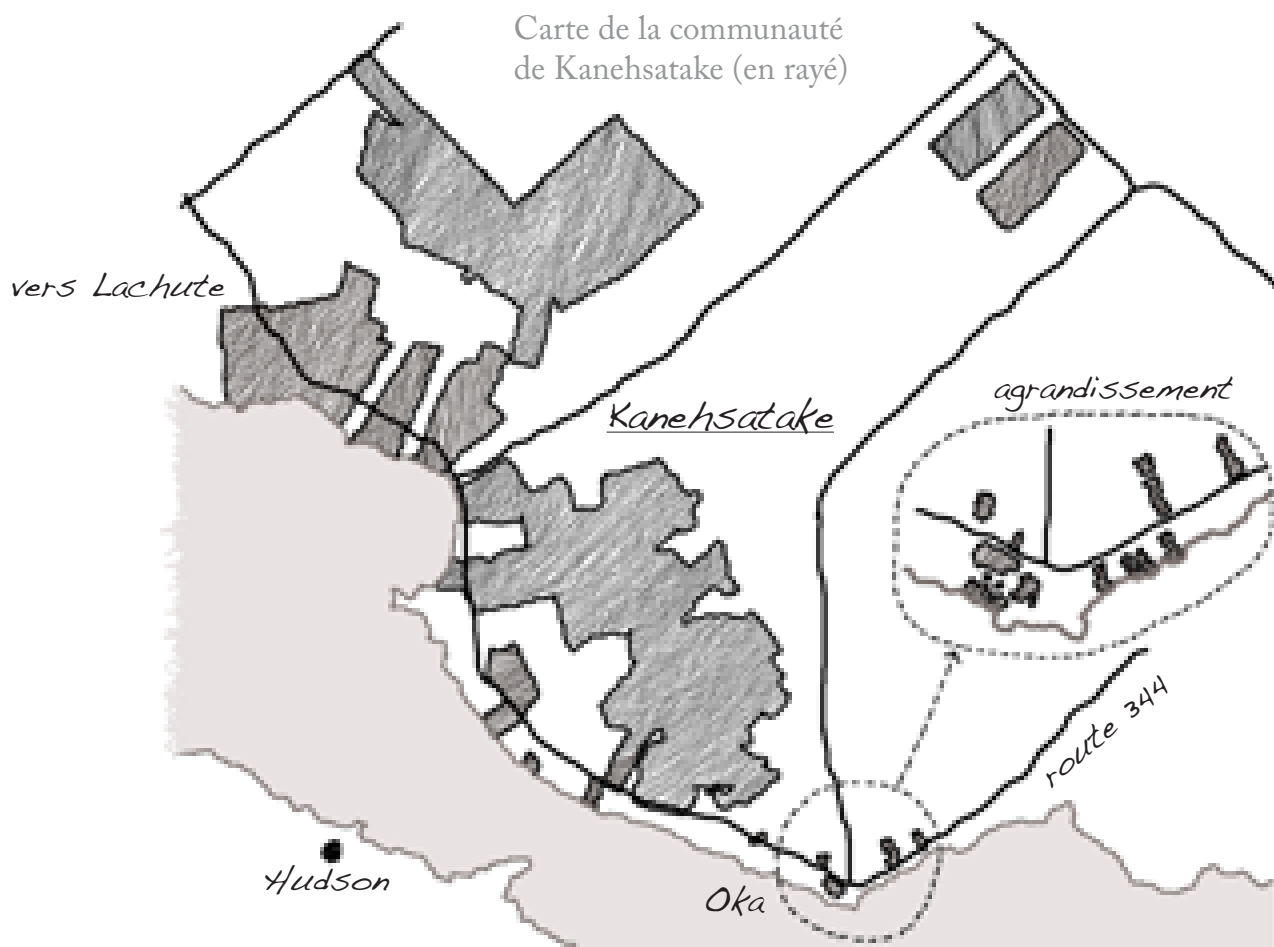 Carte de la communauté
de Kanehsatake (en rayé)
vers Lachute
agrandissement
Kanehsatake
route 344
Hudson
Oka